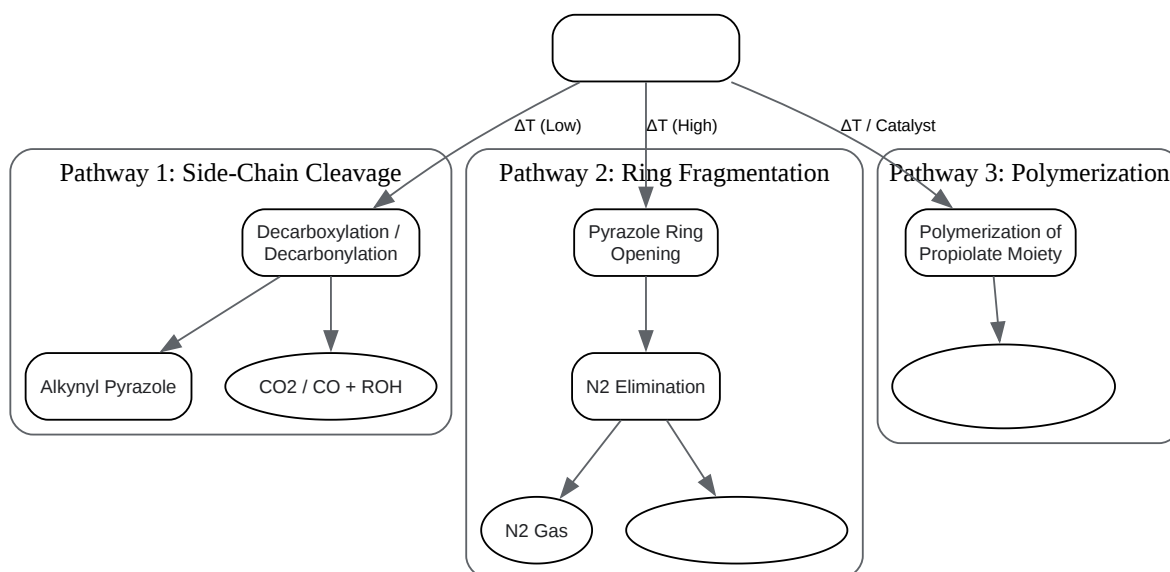 ΔT (Low)
ΔT (High)
ΔT / Catalyst
Pathway 1: Side-Chain Cleavage
Pathway 2: Ring Fragmentation
Pathway 3: Polymerization
Decarboxylation /
Decarbonylation
Pyrazole Ring
Opening
Polymerization of
Propiolate Moiety
Alkynyl Pyrazole
CO2 / CO + ROH
N2 Elimination
N2 Gas